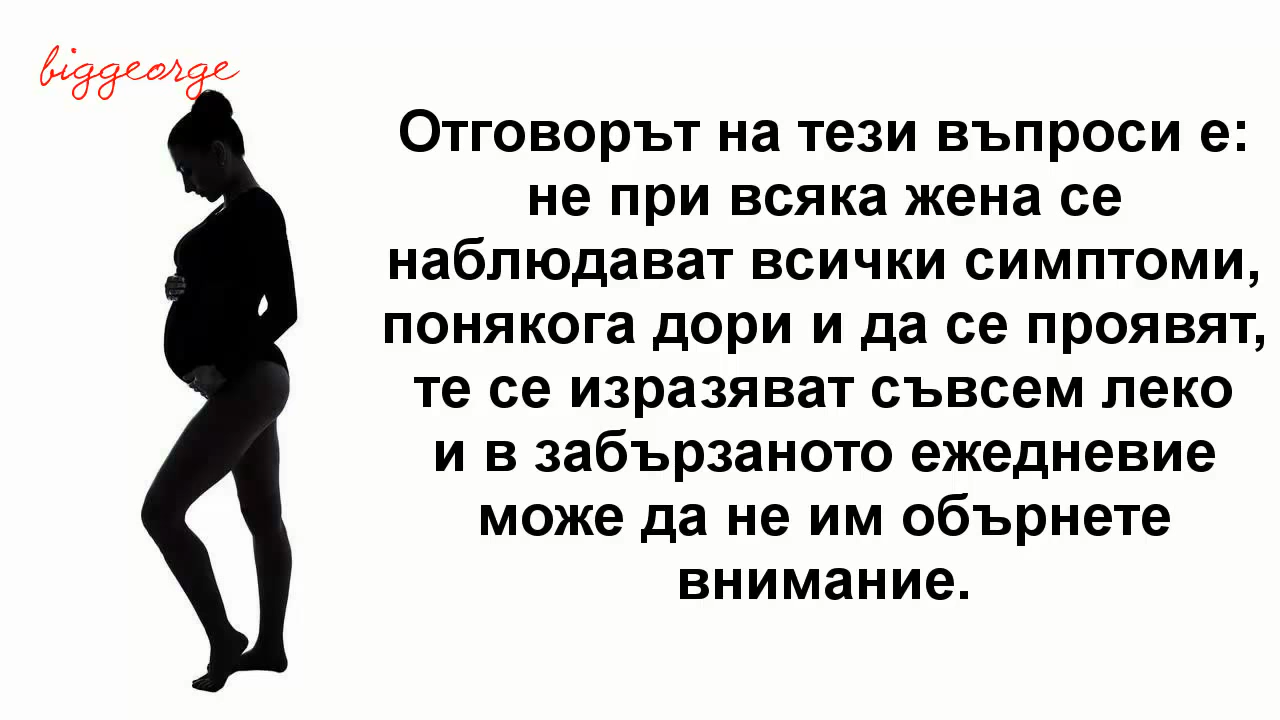 biggeorge
Отговорът на тези въпроси е:
не при всяка жена се
наблюдават всички симптоми,
понякога дори и да се проявят,
те се изразяват съвсем леко
и в забързаното ежедневие
може да не им обърнете
внимание.